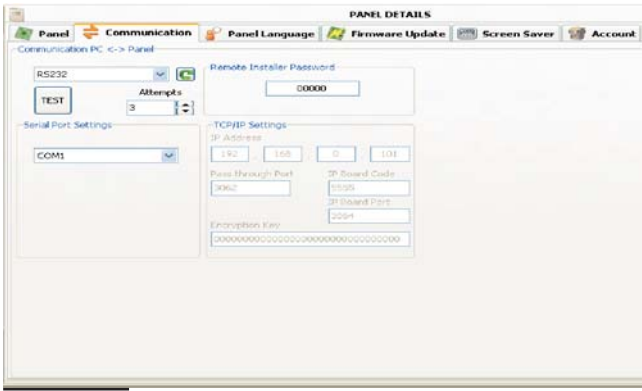 PANEL DETAILS
Panel Communication Panel Language Firmware Update Screen Saver Account
Communication PC <-> Panel
RS232
TEST
Attempts
3
Remote Installer Password
00000
Serial Port Settings
COM1
TCP/IP Settings
IP Address
192 . 168 . 0 . 101
Pass through Port
3062
IP Board Code
5555
IP Board Port
3064
Encryption Key
00000000000000000000000000000000